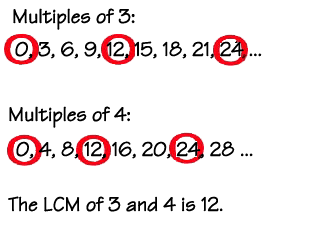 Multiples of 3:
0, 3, 6, 9, 12, 15, 18, 21, 24, ...
Multiples of 4:
0, 4, 8, 12, 16, 20, 24, 28 ...
The LCM of 3 and 4 is 12.